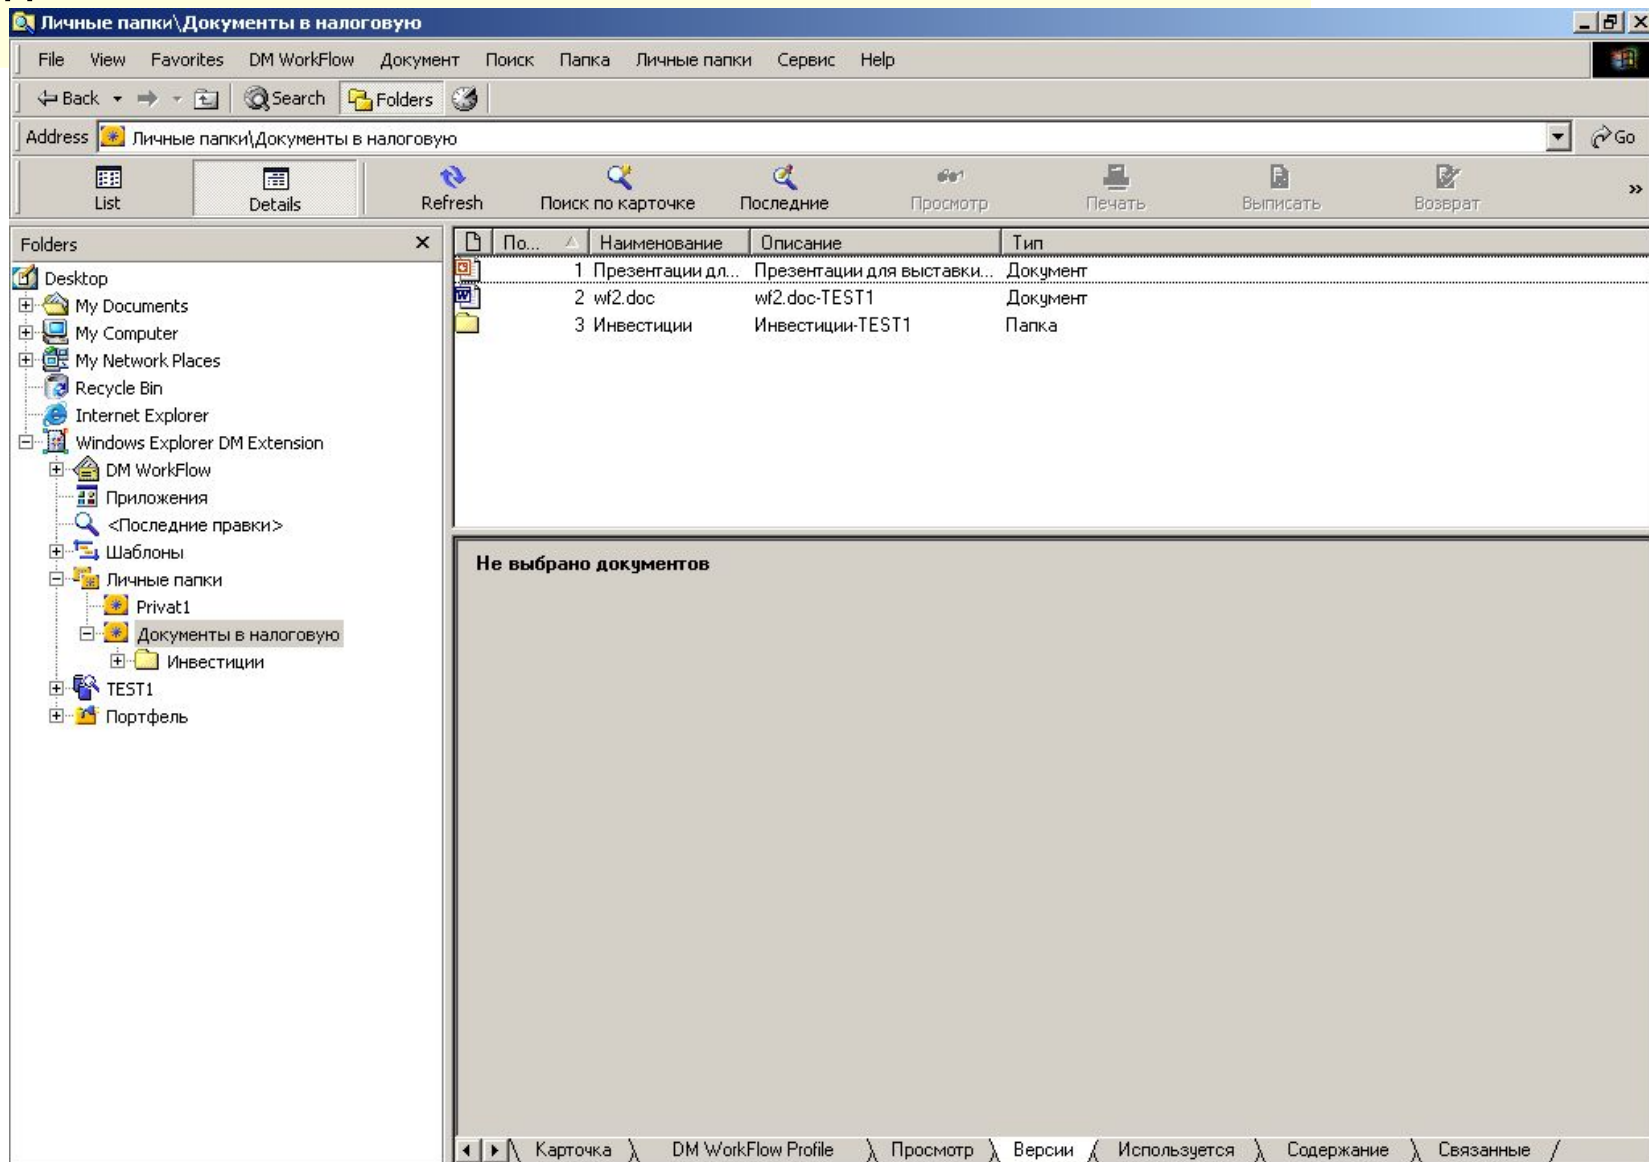 Личные папки\Документы в налоговую
File View Favorites DM WorkFlow Документ Поиск Папка Личные папки Сервис Help
Back Search Folders
Address Личные папки\Документы в налоговую Go
List Details Refresh Поиск по карточке Последние Просмотр Печать Выписать Возврат »
Folders
Desktop
My Documents
My Computer
My Network Places
Recycle Bin
Internet Explorer
Windows Explorer DM Extension
DM WorkFlow
Приложения
<Последние правки>
Шаблоны
Личные папки
Privat1
Документы в налоговую
Инвестиции
TEST1
Портфель
По... Наименование Описание Тип
1 Презентации дл... Презентации для выставки... Документ
2 wf2.doc wf2.doc-TEST1 Документ
3 Инвестиции Инвестиции-TEST1 Папка
Не выбрано документов
Карточка DM WorkFlow Profile Просмотр Версии Используется Содержание Связанные